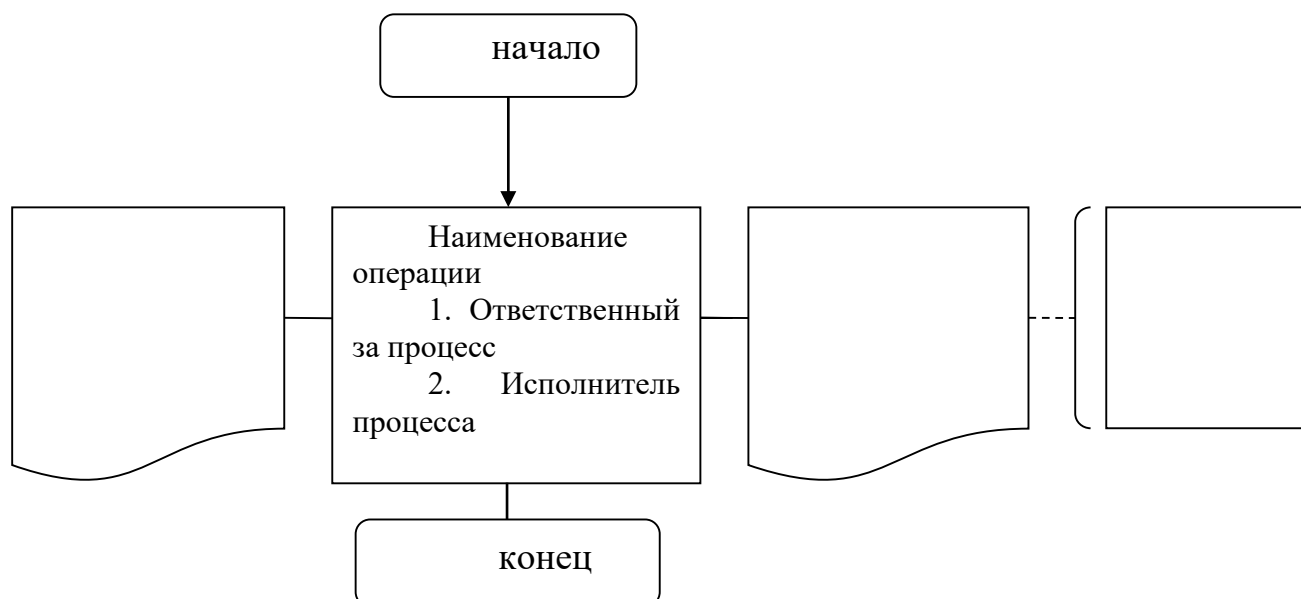 начало
Наименование
операции
1. Ответственный
за процесс
2. Исполнитель
процесса
конец